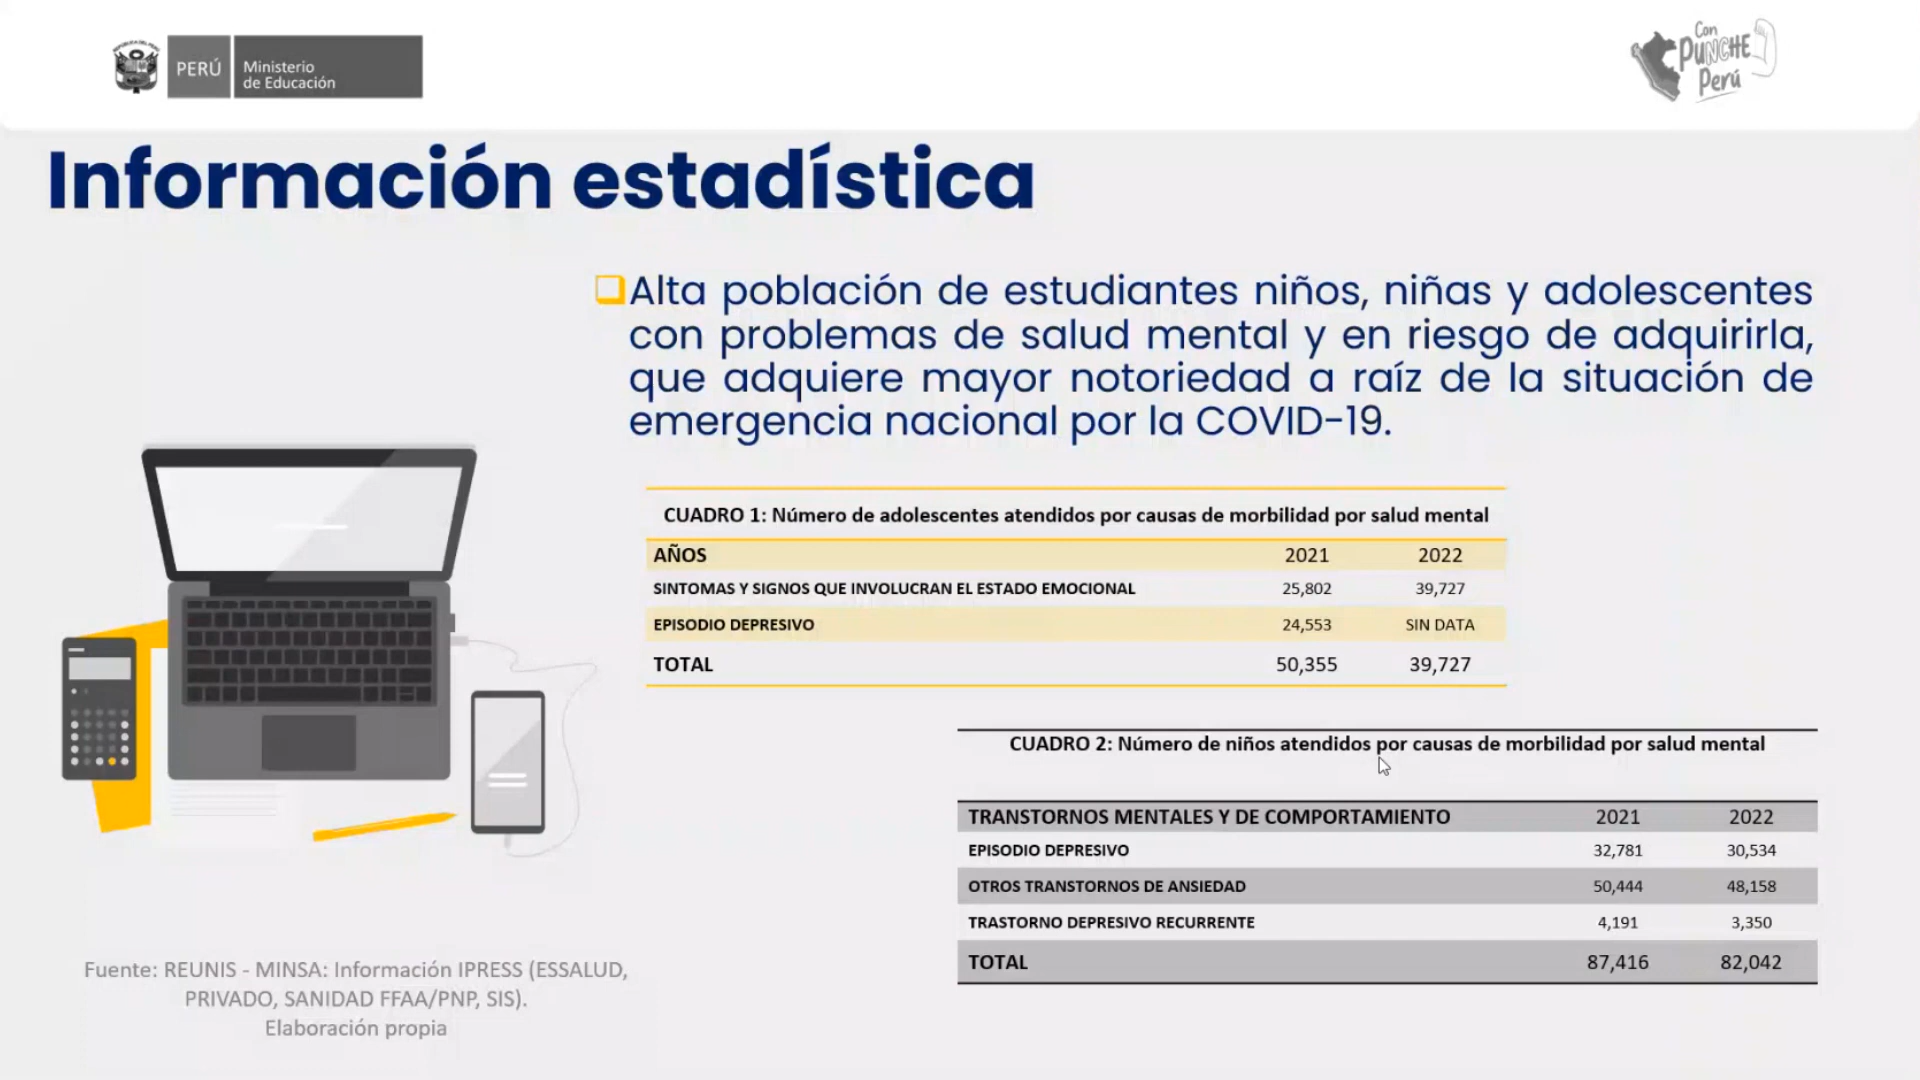 PERÚ
Ministerio
de Educación
Con
PUNCHE
Perú
Información estadística
Alta población de estudiantes niños, niñas y adolescentes
con problemas de salud mental y en riesgo de adquirirla,
que adquiere mayor notoriedad a raíz de la situación de
emergencia nacional por la COVID-19.
CUADRO 1: Número de adolescentes atendidos por causas de morbilidad por salud mental
AÑOS 2021 2022
SINTOMAS Y SIGNOS QUE INVOLUCRAN EL ESTADO EMOCIONAL 25,802 39,727
EPISODIO DEPRESIVO 24,553 SIN DATA
TOTAL 50,355 39,727
CUADRO 2: Número de niños atendidos por causas de morbilidad por salud mental
TRANSTORNOS MENTALES Y DE COMPORTAMIENTO 2021 2022
EPISODIO DEPRESIVO 32,781 30,534
OTROS TRANSTORNOS DE ANSIEDAD 50,444 48,158
TRASTORNO DEPRESIVO RECURRENTE 4,191 3,350
TOTAL 87,416 82,042
Fuente: REUNIS - MINSA: Información IPRESS (ESSALUD,
PRIVADO, SANIDAD FFAA/PNP, SIS).
Elaboración propia